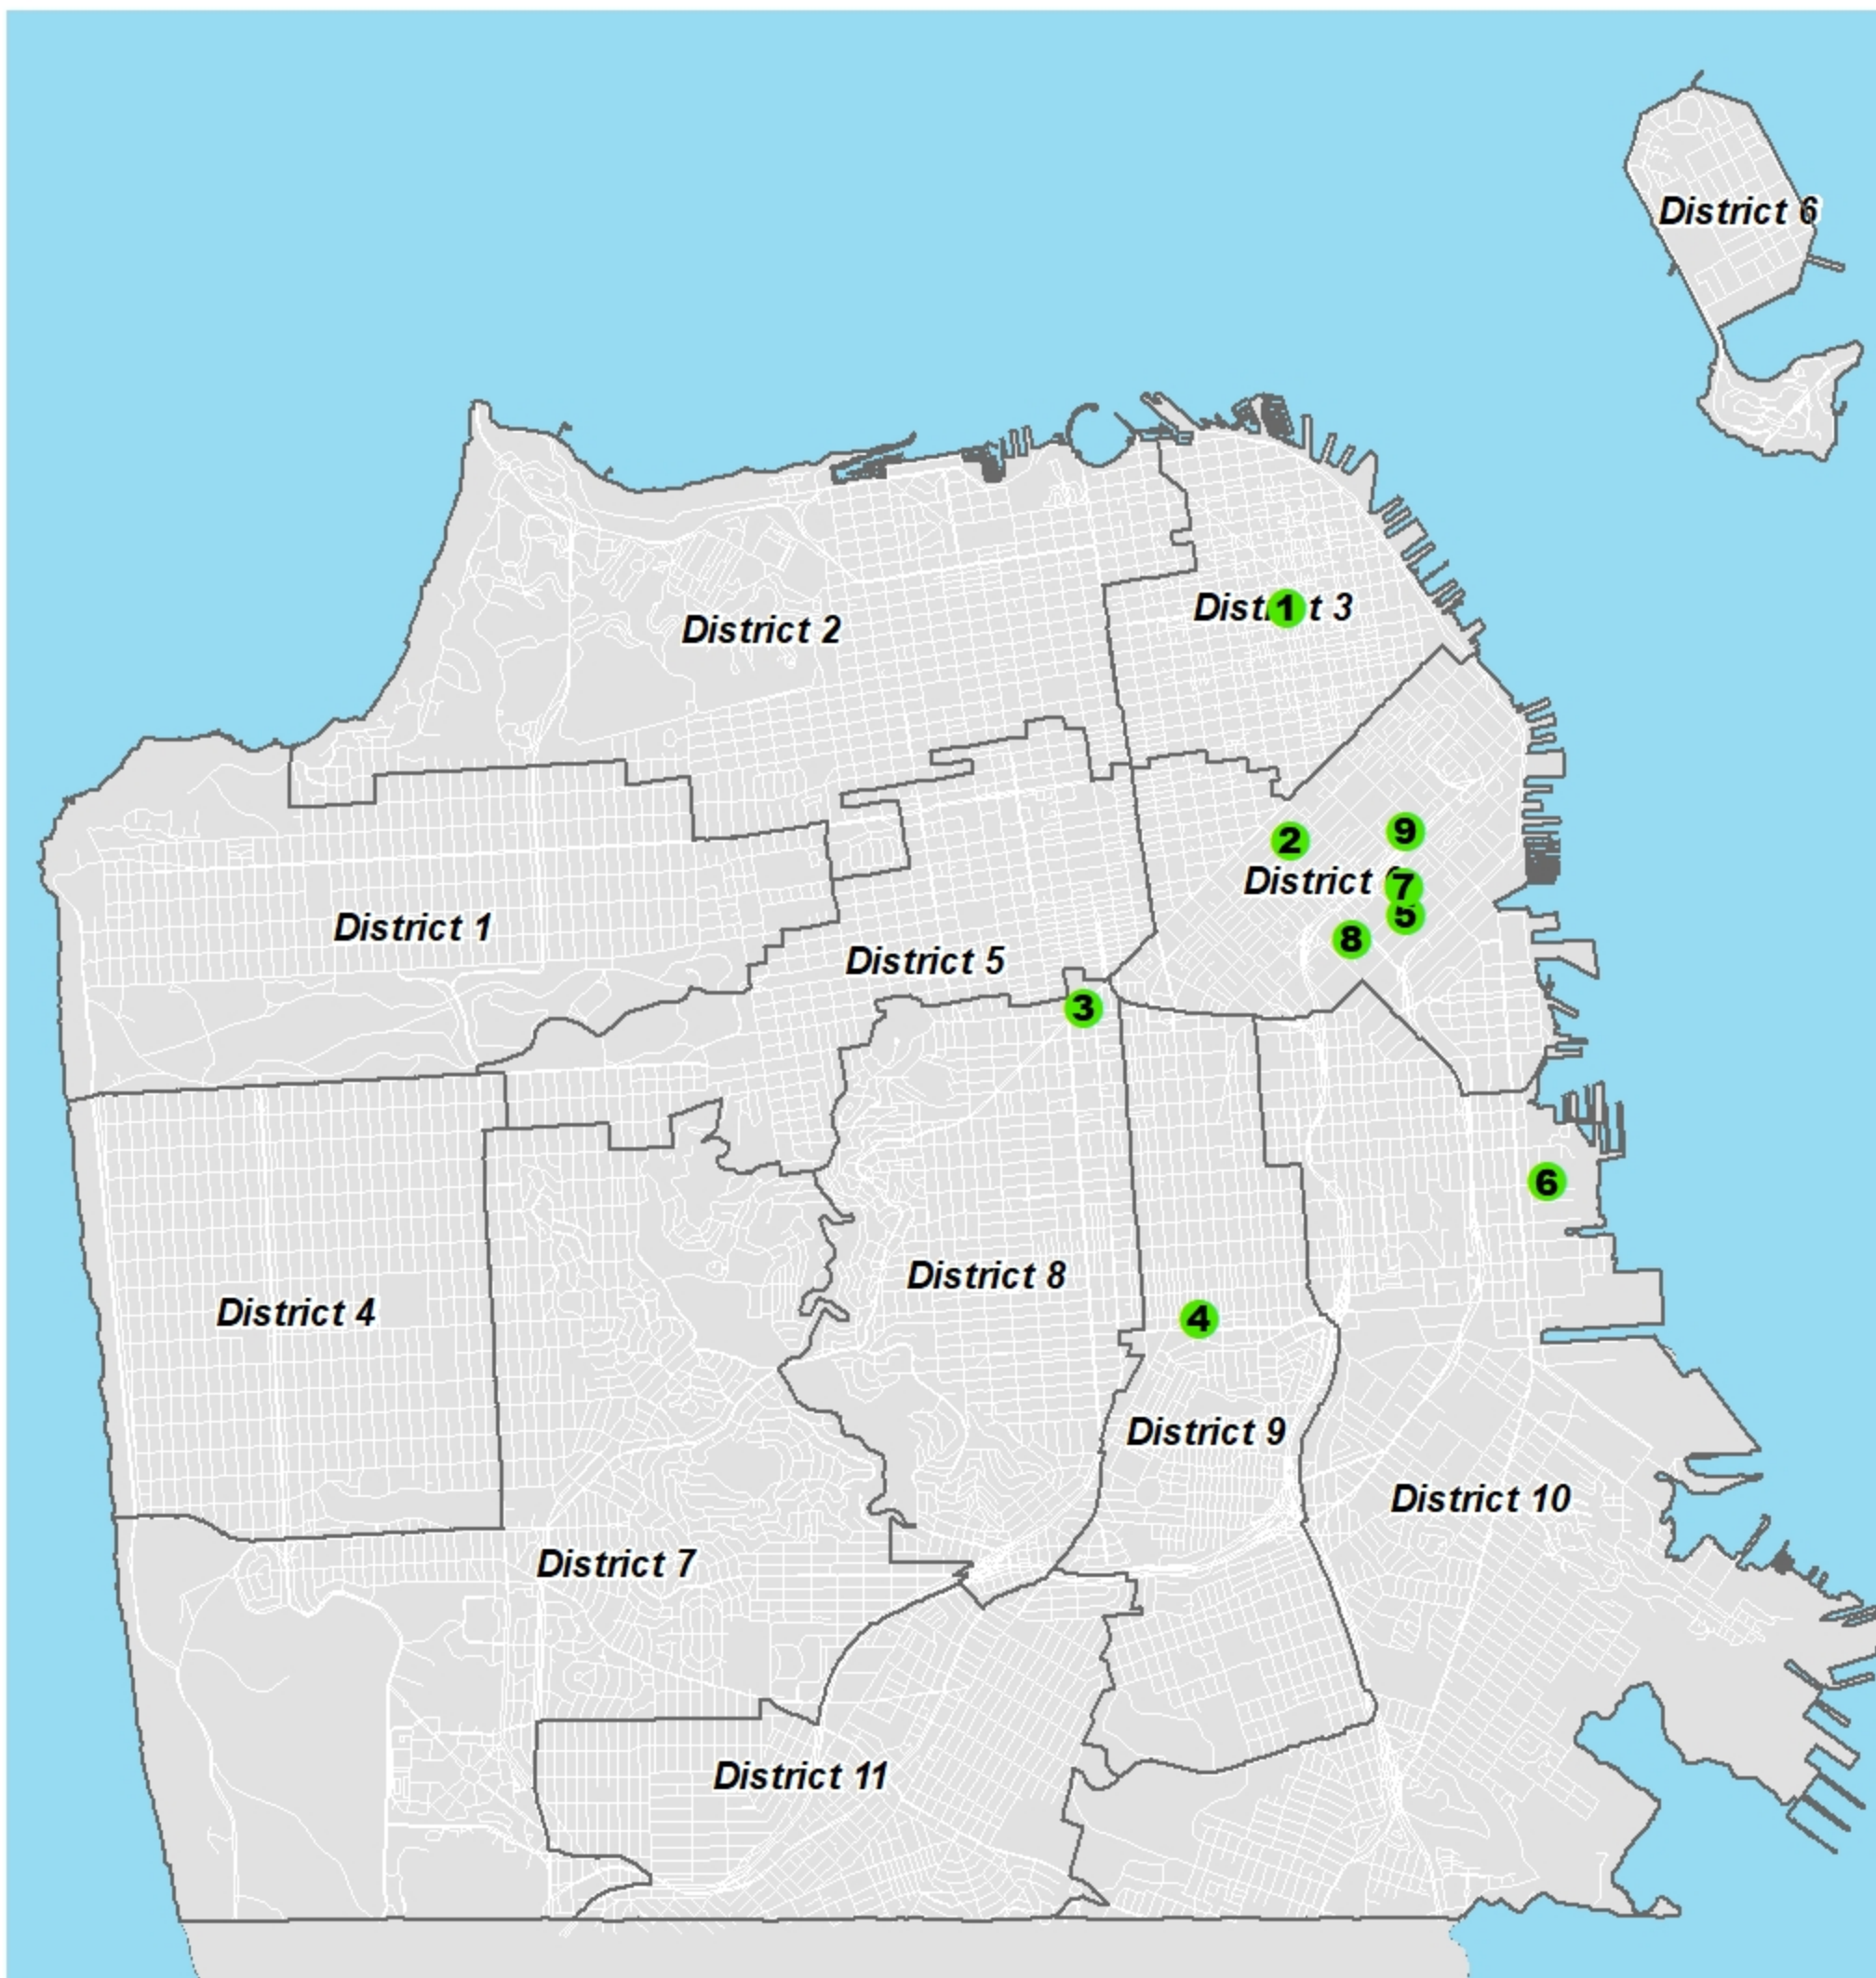 District 6
District 2
Dist 1 t 3
2
9
District
7
5
8
District 1
District 5
3
6
District 8
4
District 4
District 9
District 10
District 7
District 11